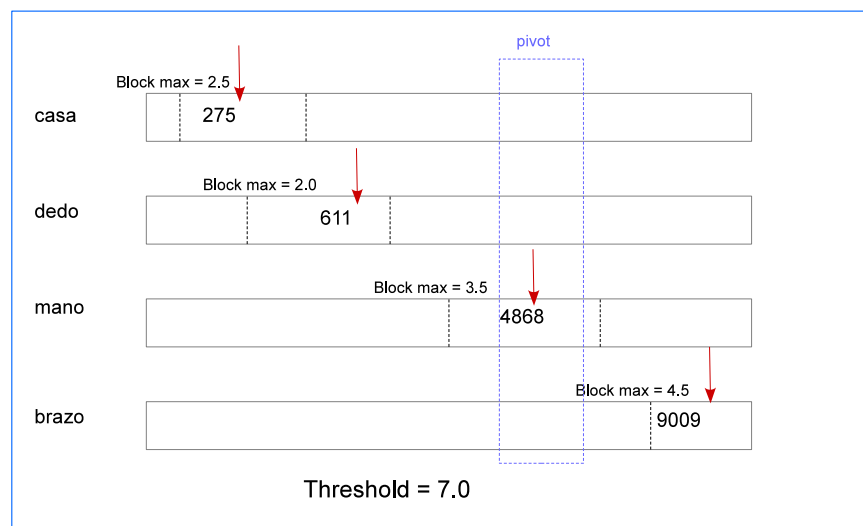 pivot
Block max = 2.5
casa
275
Block max = 2.0
dedo
611
Block max = 3.5
mano
4868
Block max = 4.5
brazo
9009
Threshold = 7.0